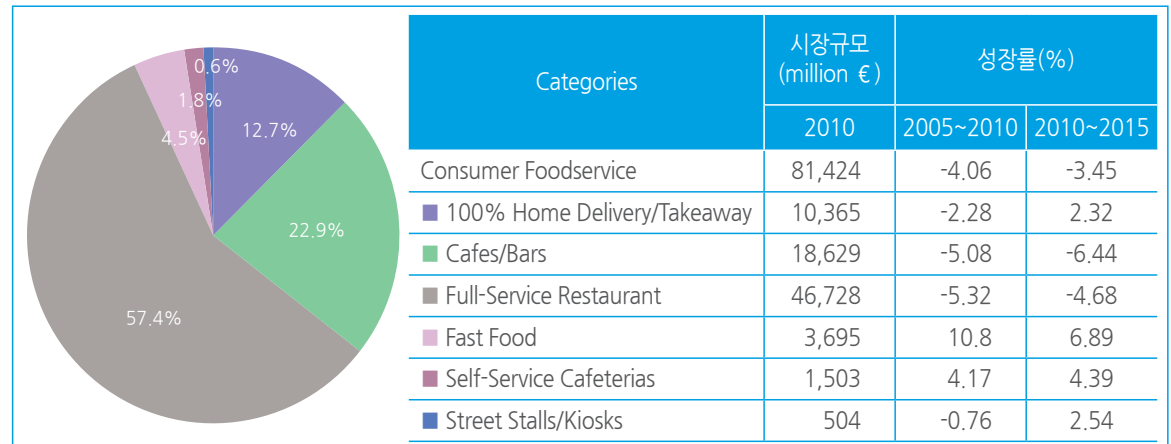 0.6%
1.8%
4.5%
12.7%
22.9%
57.4%
Categories 시장규모 (million €) 성장률(%)
2010 2005~2010 2010~2015
Consumer Foodservice 81,424 -4.06 -3.45
100% Home Delivery/Takeaway 10,365 -2.28 2.32
Cafes/Bars 18,629 -5.08 -6.44
Full-Service Restaurant 46,728 -5.32 -4.68
Fast Food 3,695 10.8 6.89
Self-Service Cafeterias 1,503 4.17 4.39
Street Stalls/Kiosks 504 -0.76 2.54